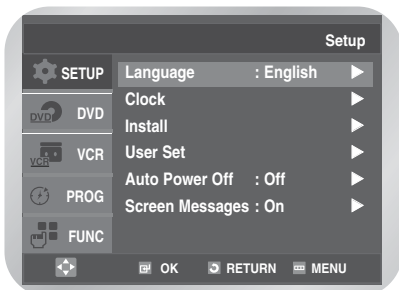 Setup
SETUP
Language : English
DVD DVD
Clock
Install
VCR VCR
User Set
Auto Power Off : Off
PROG
Screen Messages : On
FUNC
OK RETURN MENU